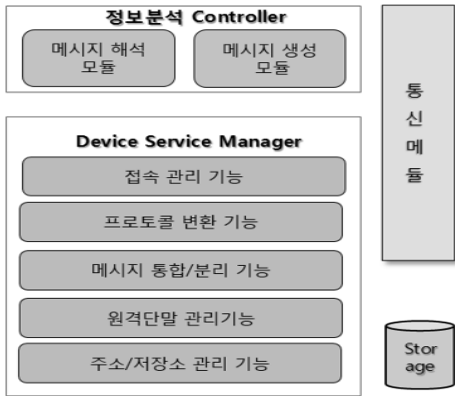 정보분석 Controller
메시지 해석
모듈
메시지 생성
모듈
Device Service Manager
접속 관리 기능
프로토콜 변환 기능
메시지 통합/분리 기능
원격단말 관리기능
주소/저장소 관리 기능
통
신
메
듈
Stor
age